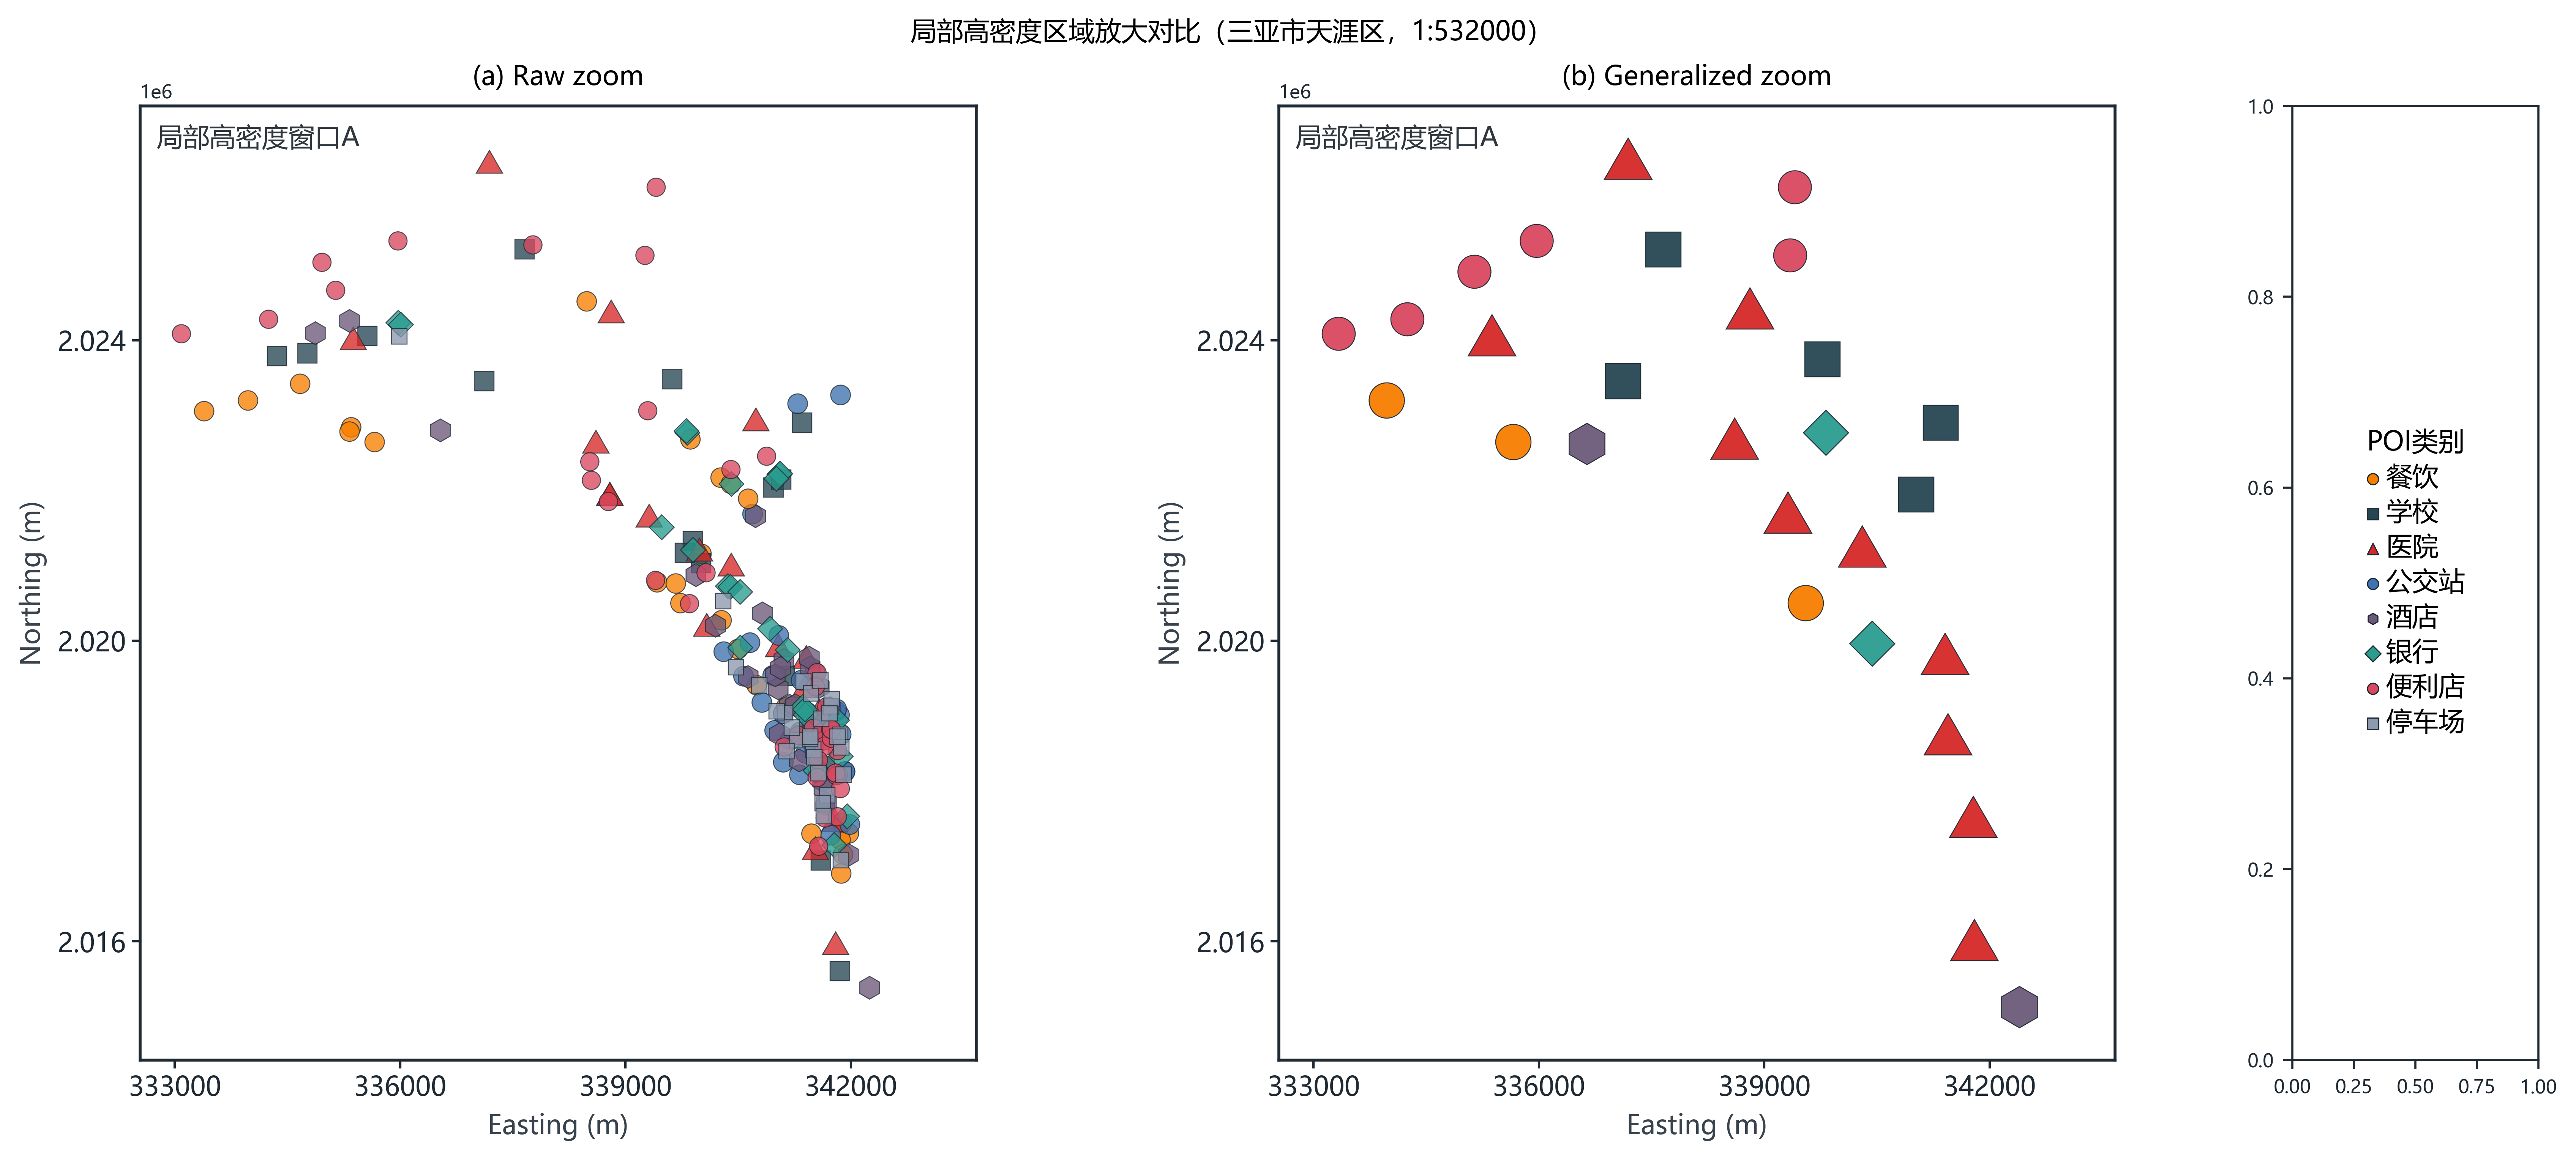 局部高密度区域放大对比（三亚市天涯区，1:532000）
(a) Raw zoom
1e6
局部高密度窗口A
2.024
2.020
2.016
Northing (m)
333000 336000 339000 342000
Easting (m)
(b) Generalized zoom
1e6
局部高密度窗口A
2.024
2.020
2.016
Northing (m)
333000 336000 339000 342000
Easting (m)
1.0
0.8
0.6
0.4
0.2
0.0
0.00 0.25 0.50 0.75 1.00
POI类别
餐饮
学校
医院
公交站
酒店
银行
便利店
停车场